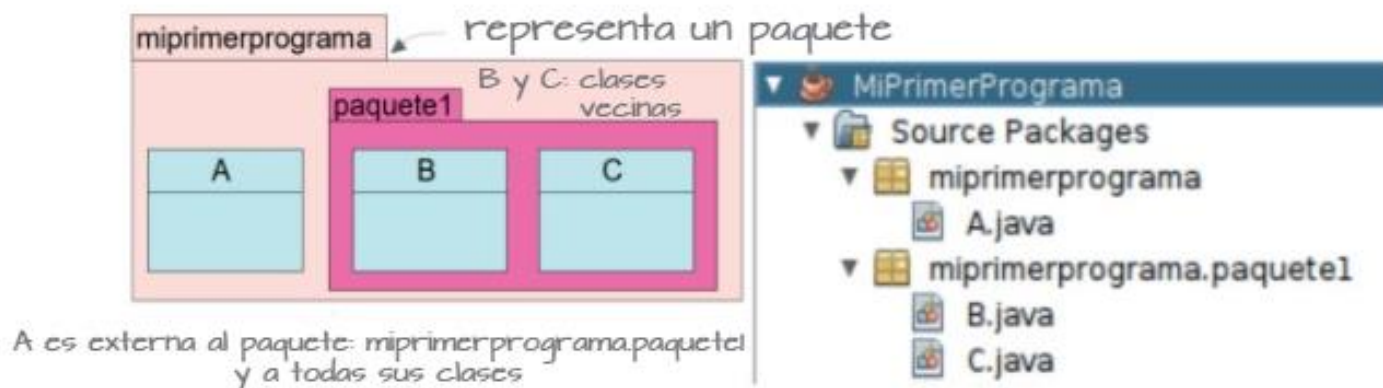 miprimerprograma
representa un paquete
B y C: clases
vecinas
paquete1
A
B
C
A es externa al paquete: miprimerprograma.paquete1
y a todas sus clases
MiPrimerPrograma
Source Packages
miprimerprograma
A.java
miprimerprograma.paquete1
B.java
C.java